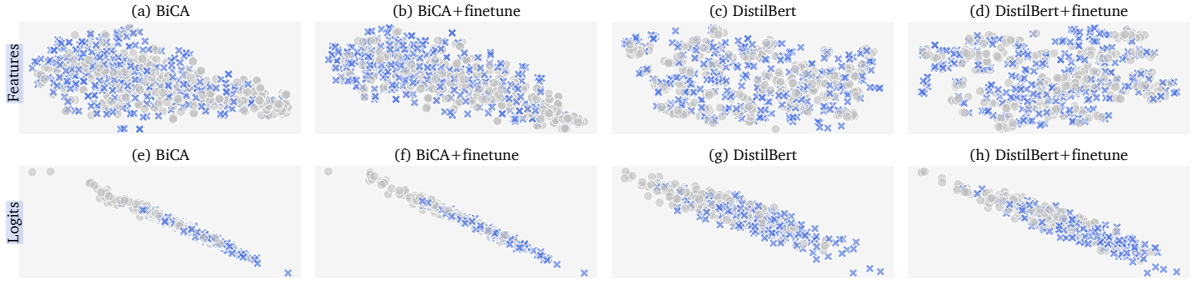 (a) BiCA
(b) BiCA+finetune
(c) DistilBert
(d) DistilBert+finetune
Features
(e) BiCA
(f) BiCA+finetune
(g) DistilBert
(h) DistilBert+finetune
Logits